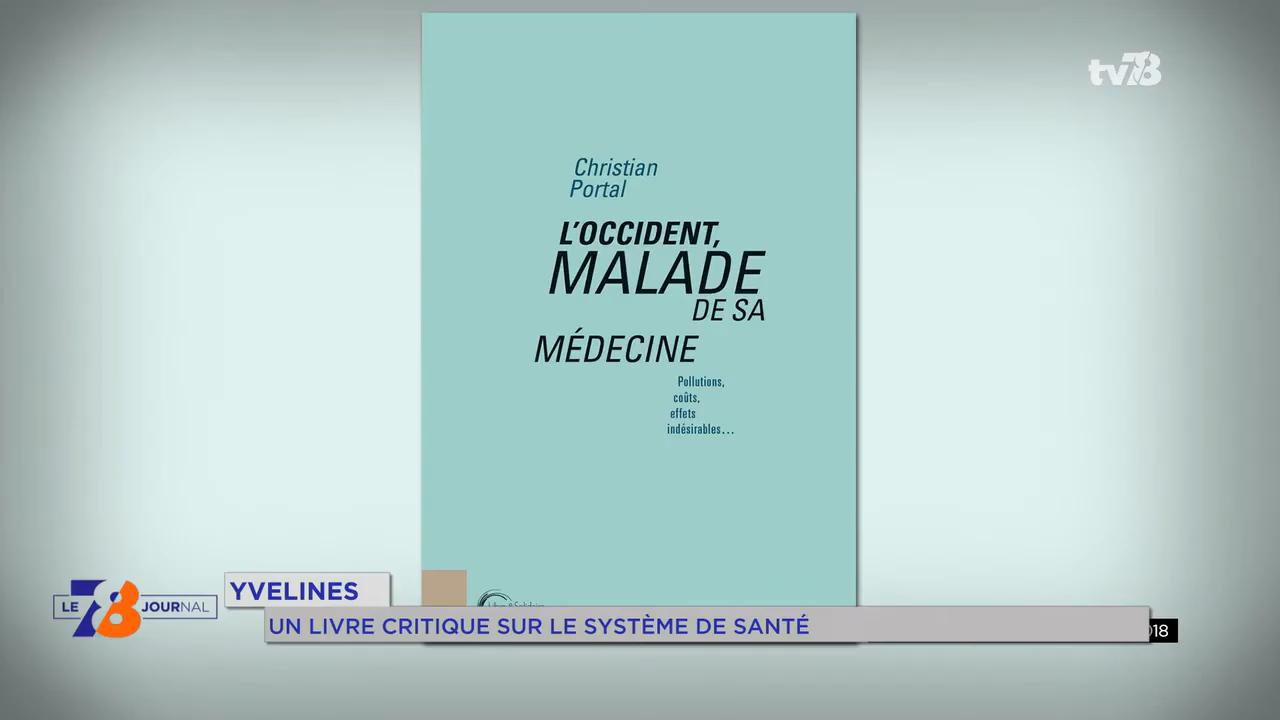 tv78
Christian
Portal
L'OCCIDENT,
MALADE
DE SA
MÉDECINE
Pollutions,
coûts,
effets
indésirables...
YVELINES
LE 78 JOURNAL
UN LIVRE CRITIQUE SUR LE SYSTÈME DE SANTÉ
18